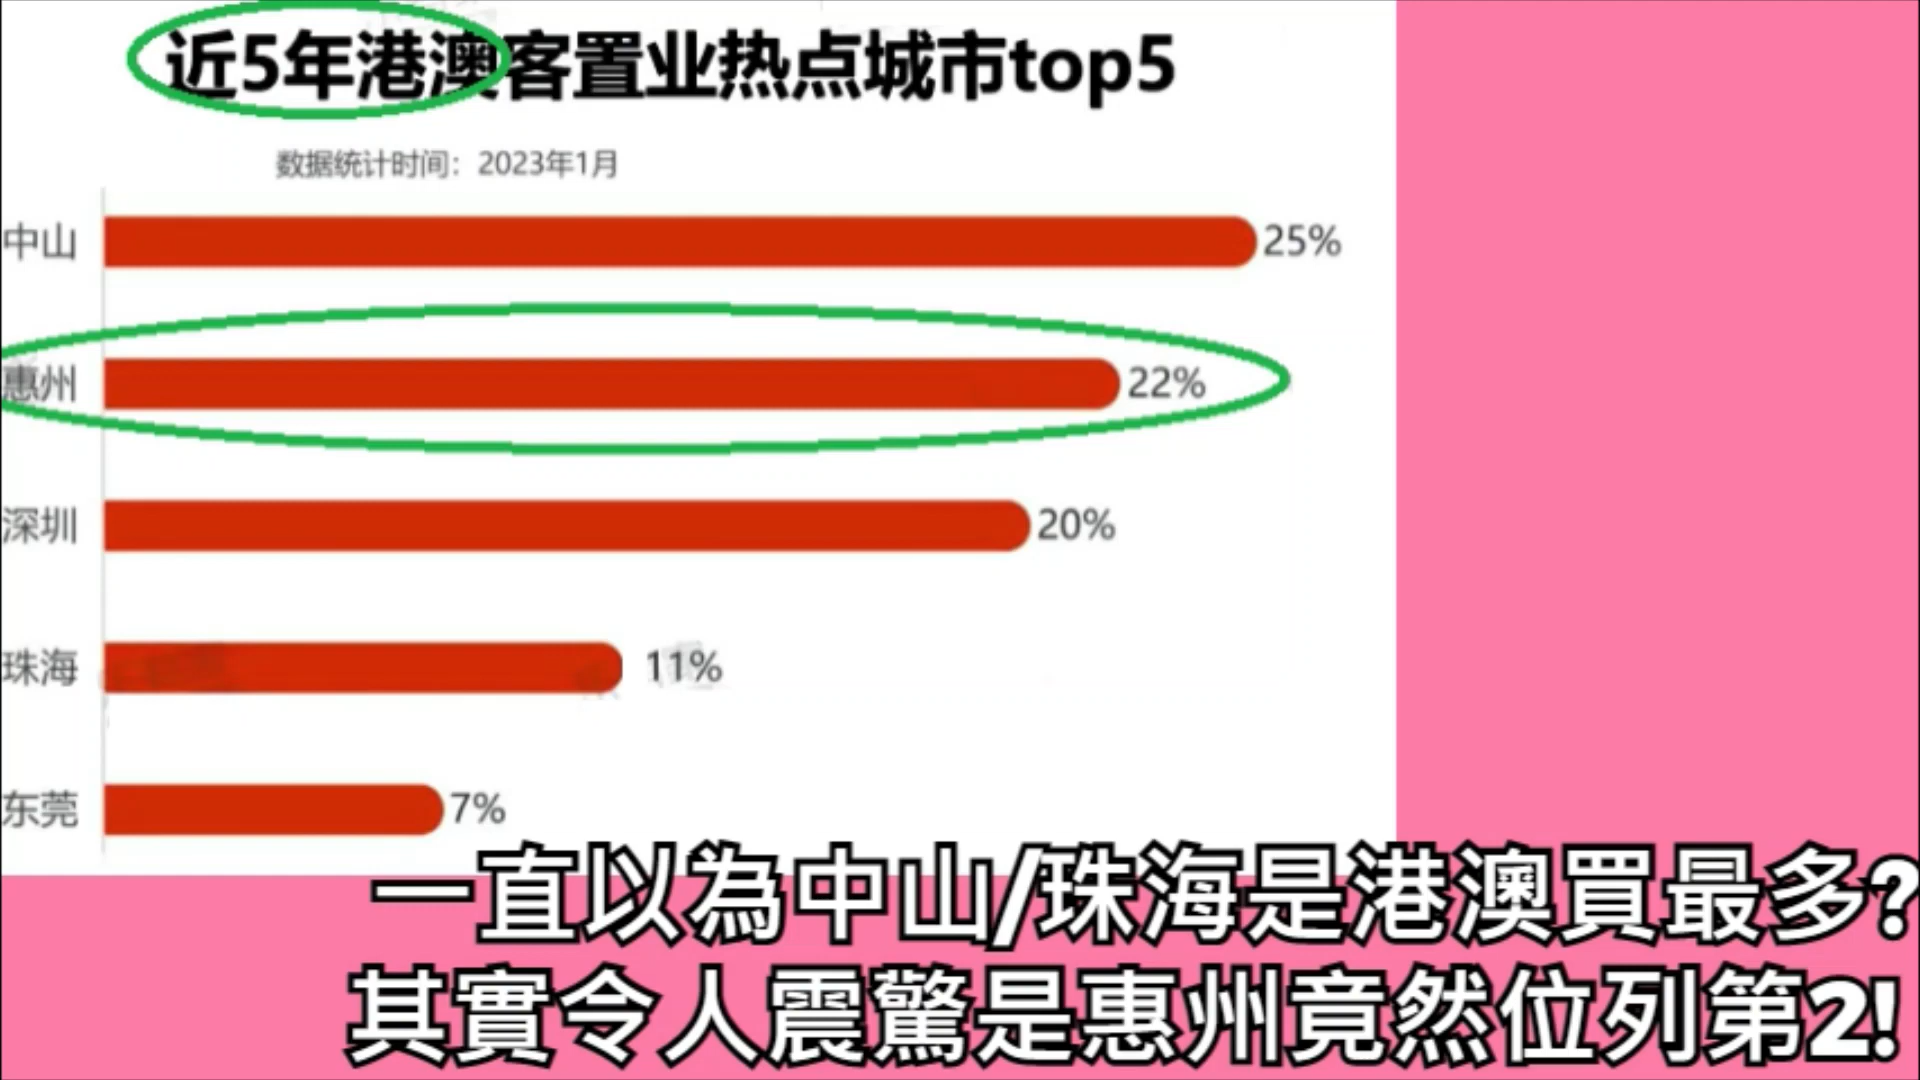 近5年港澳客置业热点城市top5
数据统计时间：2023年1月
中山 25%
惠州 22%
深圳 20%
珠海 11%
东莞 7%
一直以為中山/珠海是港澳買最多?
其實令人震驚是惠州竟然位列第2!